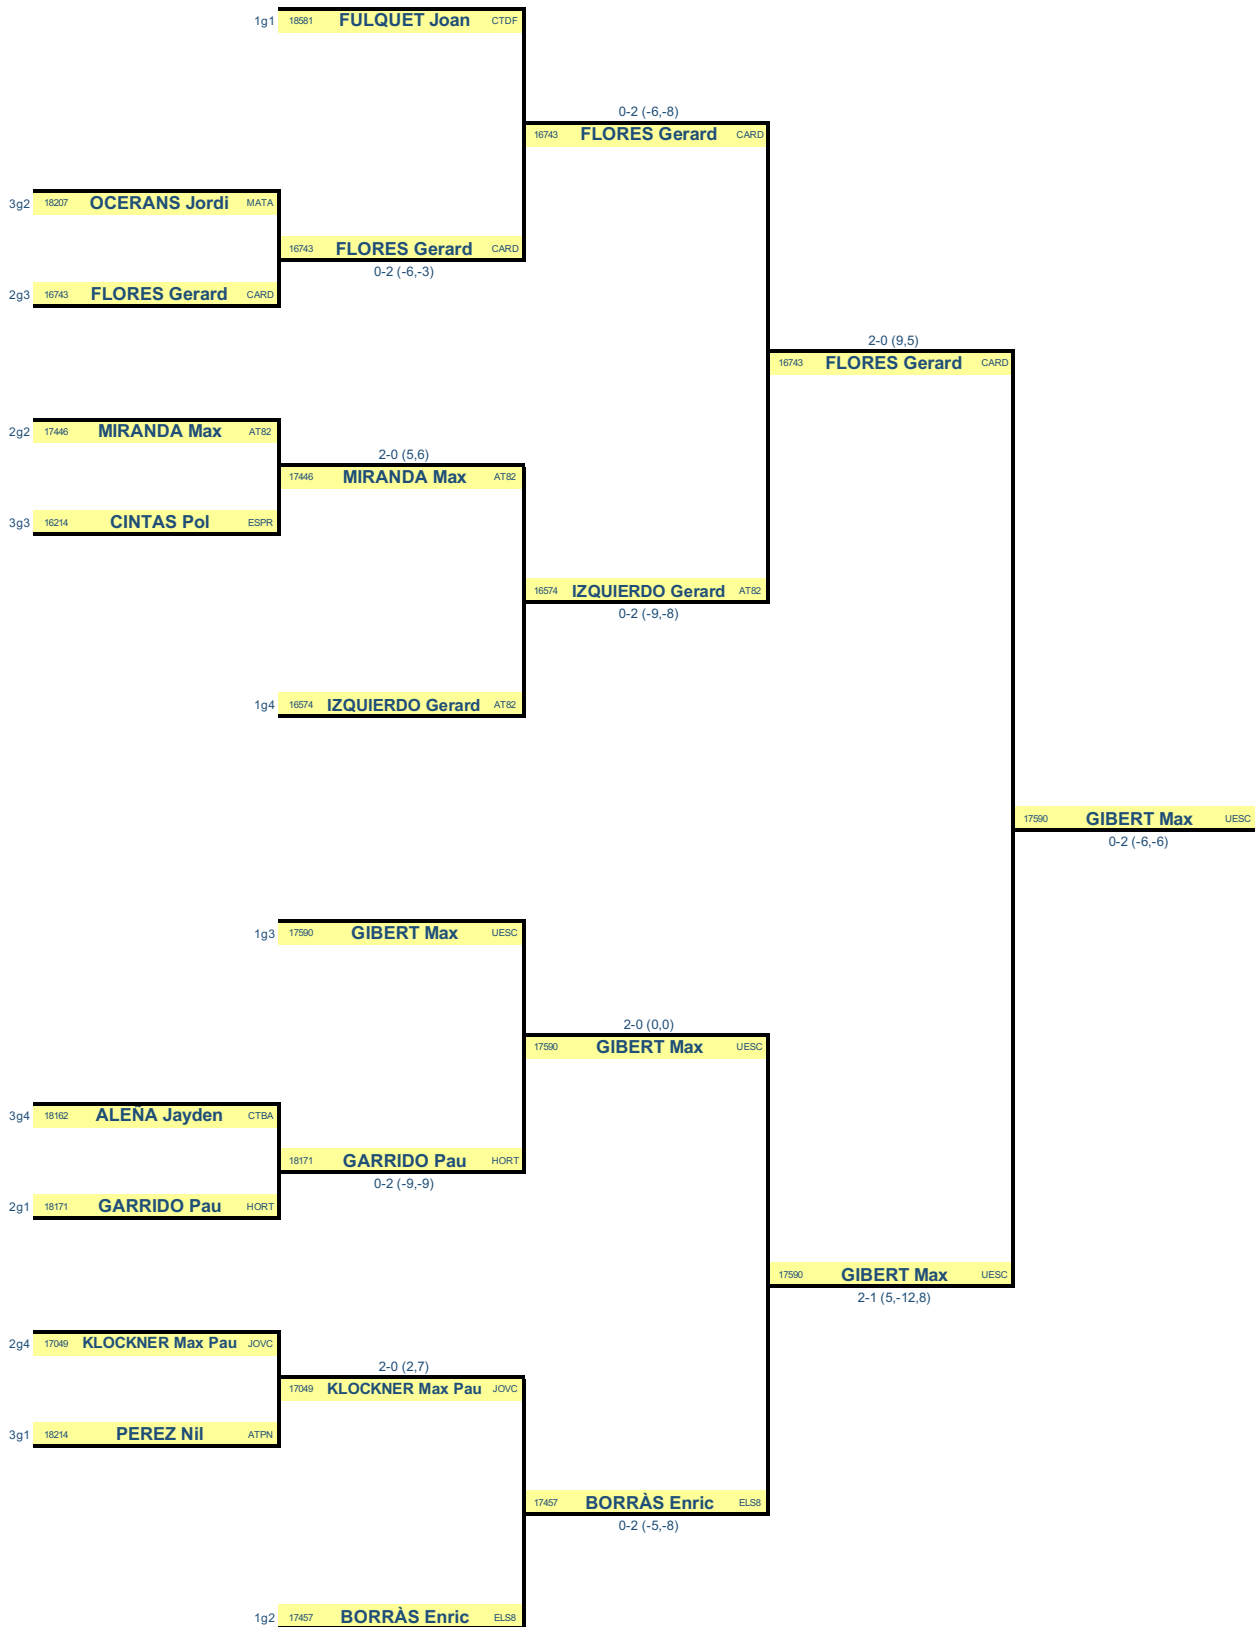 1g1 18581 FULQUET Joan CTDF
0-2 (-6,-8)
16743 FLORES Gerard CARD
3g2 18207 OCERANS Jordi MATA
16743 FLORES Gerard CARD
0-2 (-6,-3)
2g3 16743 FLORES Gerard CARD
2-0 (9,5)
16743 FLORES Gerard CARD
2g2 17446 MIRANDA Max AT82
2-0 (5,6)
17446 MIRANDA Max AT82
3g3 16214 CINTAS Pol ESPR
16574 IZQUIERDO Gerard AT82
0-2 (-9,-8)
1g4 16574 IZQUIERDO Gerard AT82
17590 GIBERT Max UESC
0-2 (-6,-6)
1g3 17590 GIBERT Max UESC
2-0 (0,0)
17590 GIBERT Max UESC
3g4 18162 ALEÑA Jayden CTBA
18171 GARRIDO Pau HORT
0-2 (-9,-9)
2g1 18171 GARRIDO Pau HORT
17590 GIBERT Max UESC
2-1 (5,-12,8)
2g4 17049 KLOCKNER Max Pau JOVC
2-0 (2,7)
17049 KLOCKNER Max Pau JOVC
3g1 18214 PEREZ Nil ATPN
17457 BORRÀS Enric ELS8
0-2 (-5,-8)
1g2 17457 BORRÀS Enric ELS8